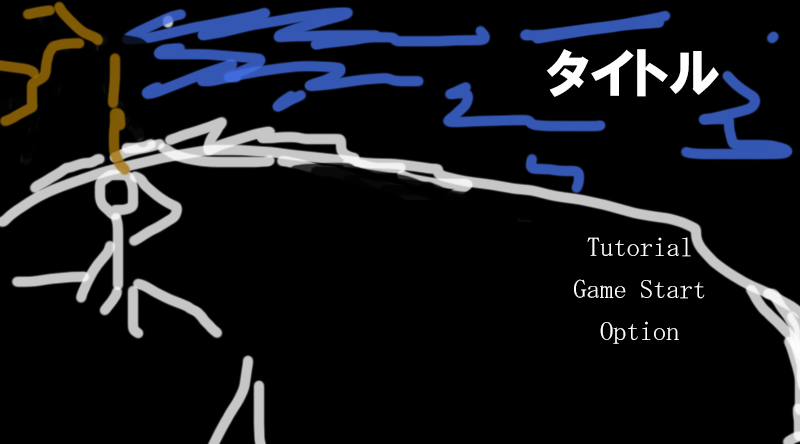 タイトル
Tutorial
Game Start
Option